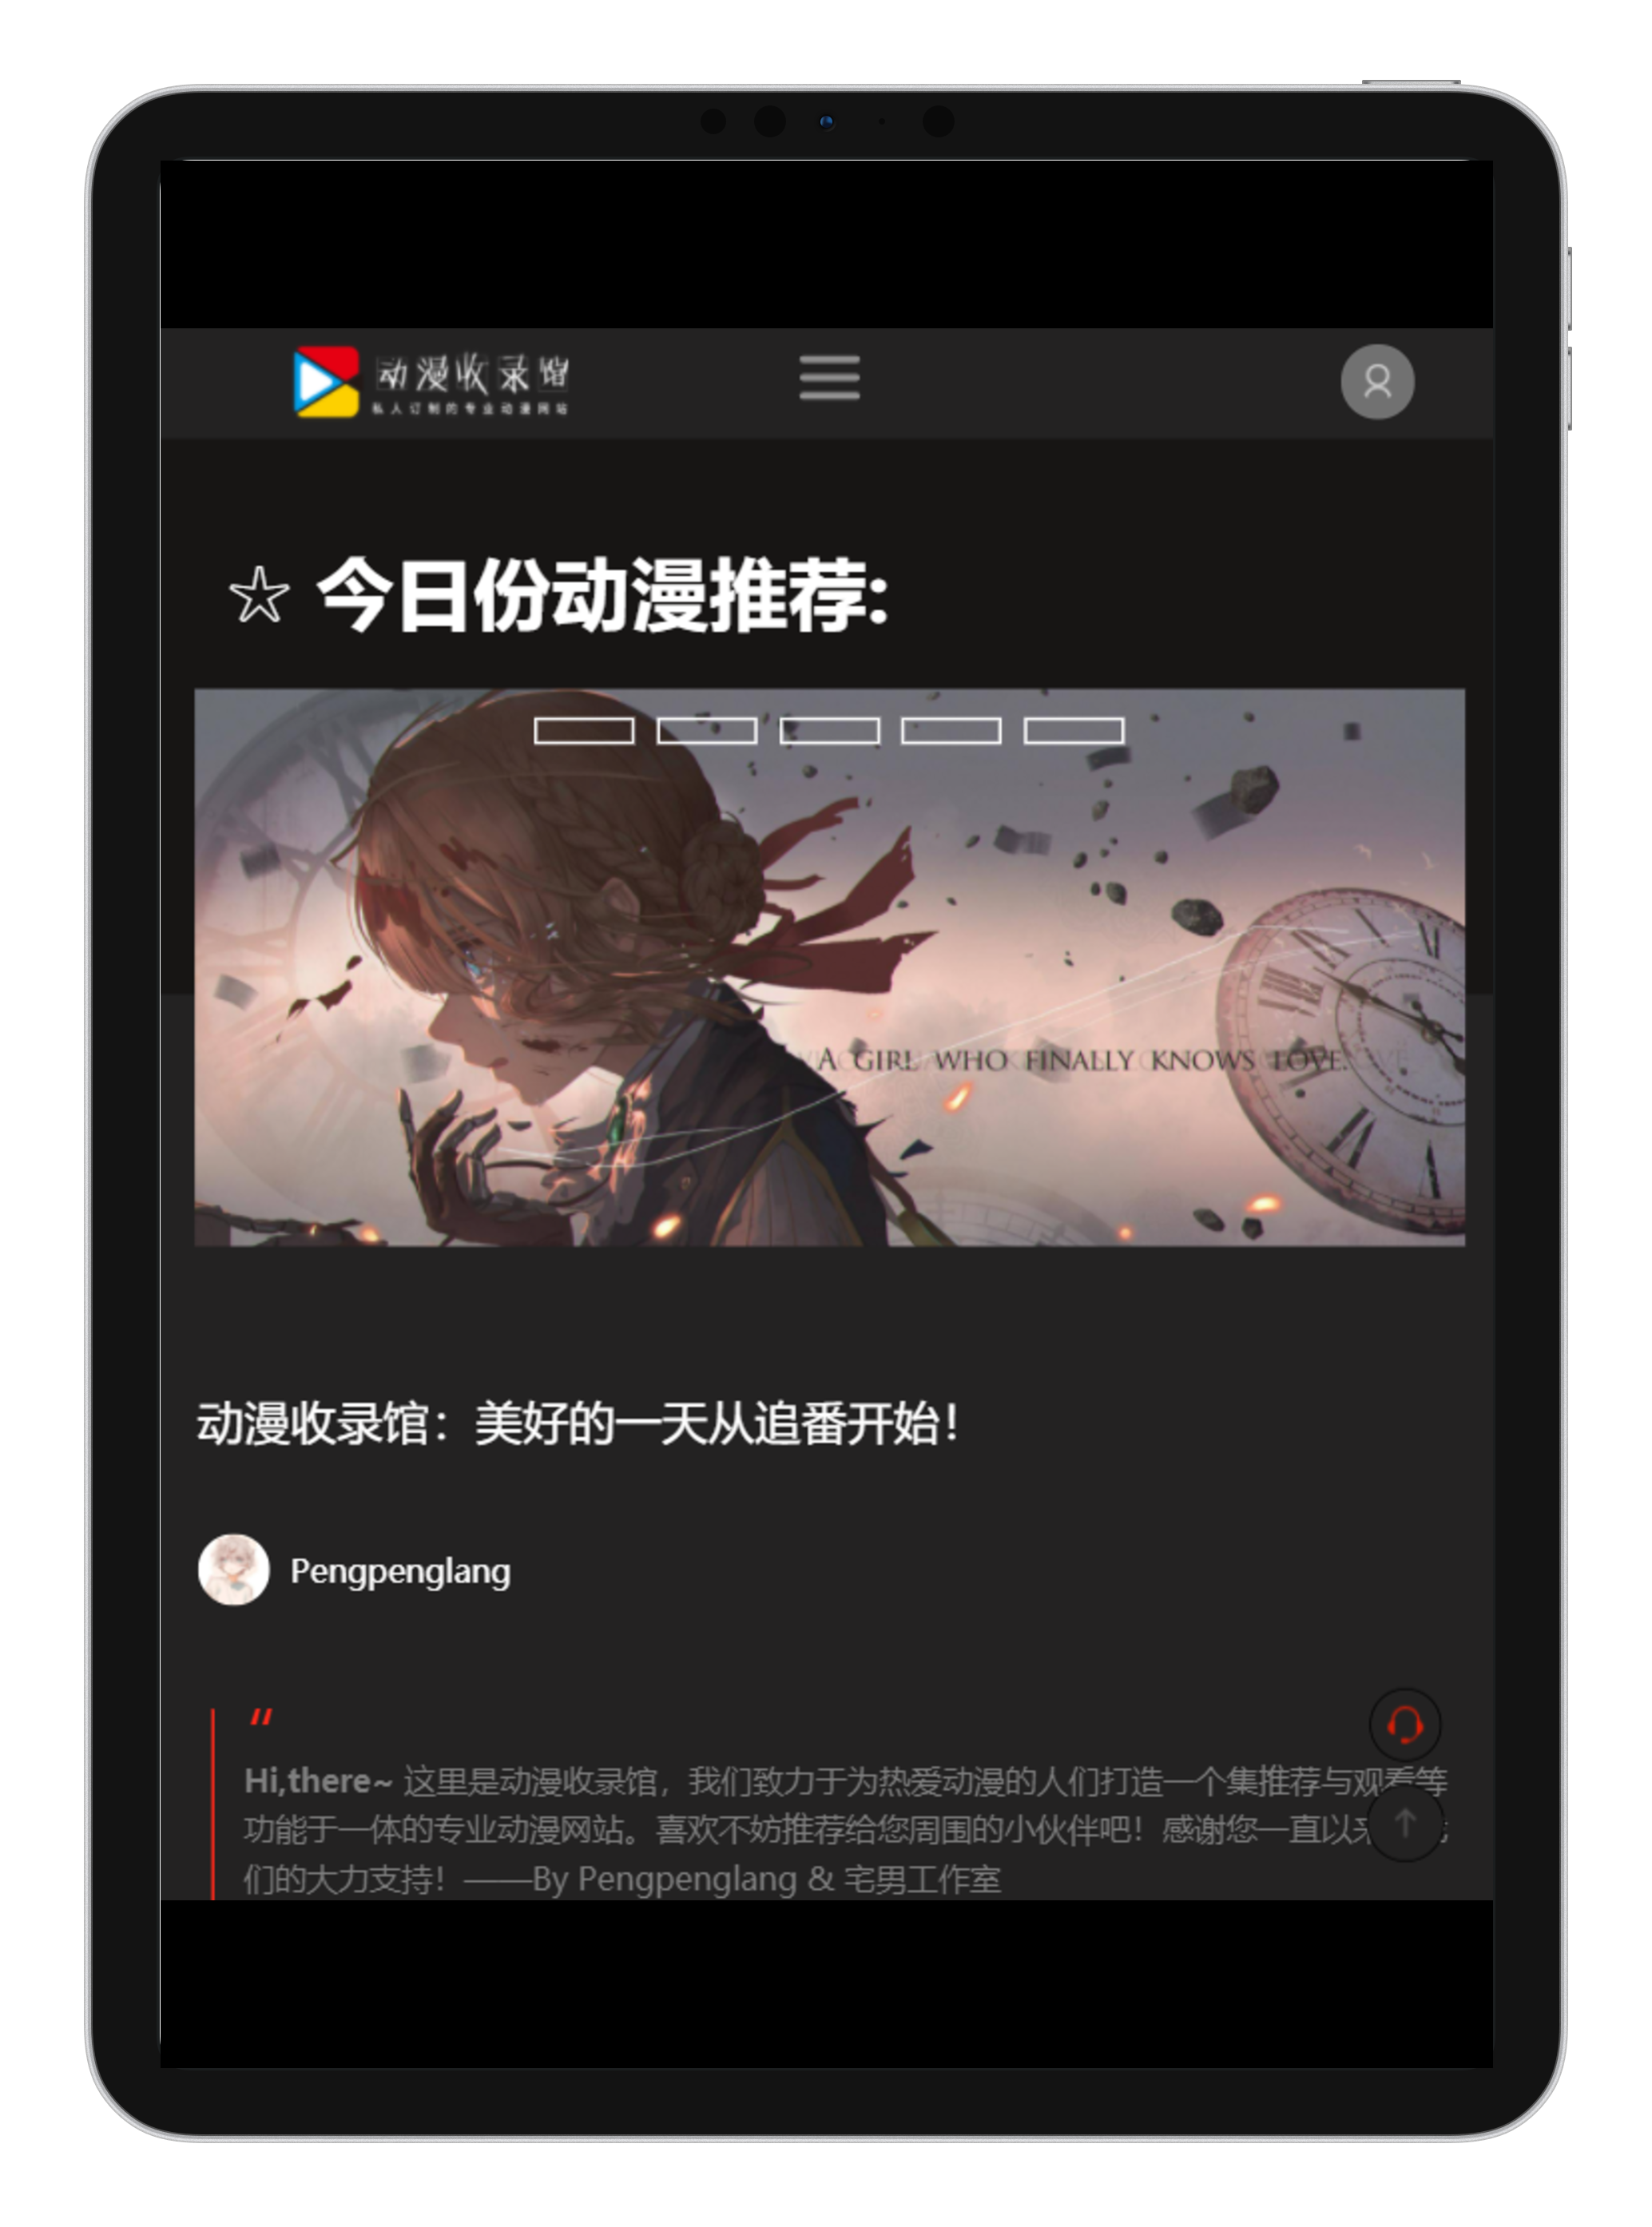 动漫收录馆
私人订制的专业动漫网站
☆ 今日份动漫推荐:
A GIRL WHO FINALLY KNOWS LOVE.
动漫收录馆：美好的一天从追番开始！
Pengpenglang
“
Hi,there~ 这里是动漫收录馆，我们致力于为热爱动漫的人们打造一个集推荐与观看等
功能于一体的专业动漫网站。喜欢不妨推荐给您周围的小伙伴吧！感谢您一直以来
们的大力支持！——By Pengpenglang & 宅男工作室